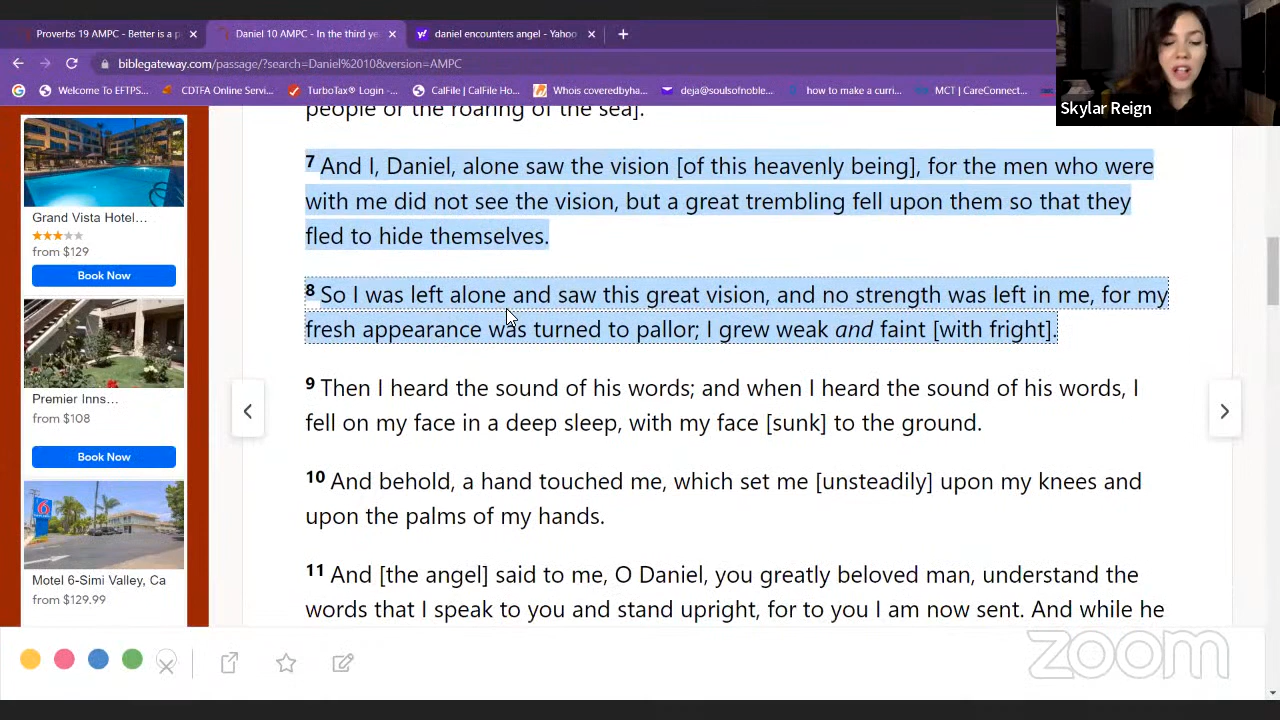 Proverbs 19 AMPC - Better is a p
Daniel 10 AMPC - In the third ye
daniel encounters angel - Yahoo
biblegateway.com/passage/?search=Daniel%2010&version=AMPC
Welcome To EFTPS...
CDTFA Online Servi...
TurboTax® Login -...
CalFile | CalFile Ho...
Whois coveredbyha...
deja@soulsofnoble...
how to make a curri...
MCT | CareConnect...
Skylar Reign
people or the roaring of the sea].
7 And I, Daniel, alone saw the vision [of this heavenly being], for the men who were
with me did not see the vision, but a great trembling fell upon them so that they
fled to hide themselves.
8 So I was left alone and saw this great vision, and no strength was left in me, for my
fresh appearance was turned to pallor; I grew weak and faint [with fright].
9 Then I heard the sound of his words; and when I heard the sound of his words, I
fell on my face in a deep sleep, with my face [sunk] to the ground.
10 And behold, a hand touched me, which set me [unsteadily] upon my knees and
upon the palms of my hands.
11 And [the angel] said to me, O Daniel, you greatly beloved man, understand the
words that I speak to you and stand upright, for to you I am now sent. And while he
Grand Vista Hotel...
from $129
Book Now
Premier Inns...
from $108
Book Now
6
Motel 6-Simi Valley, Ca
from $129.99
zoom